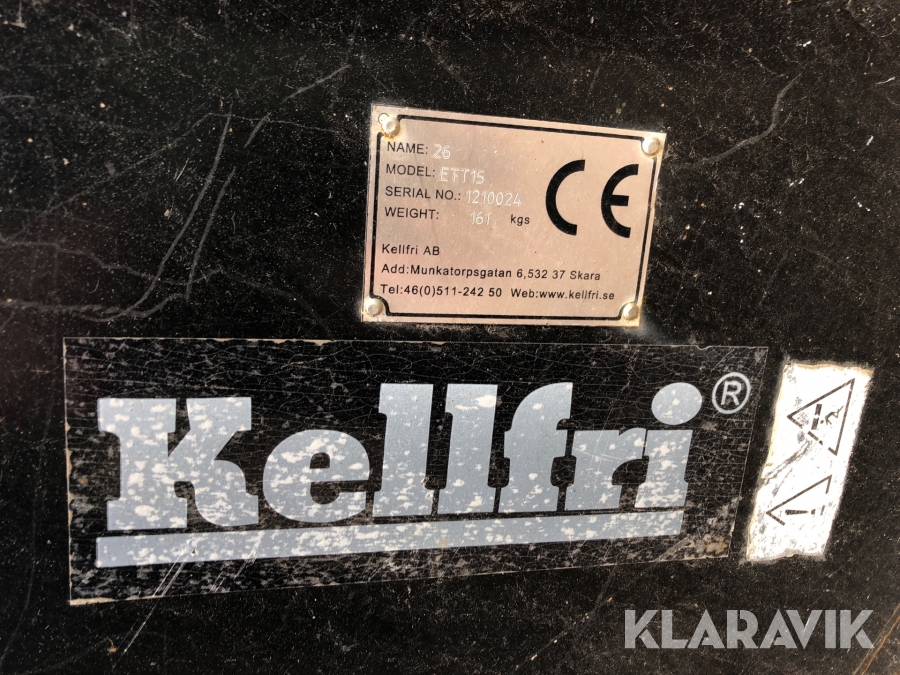 NAME: 26
MODEL: ETT15
SERIAL NO.: 1210024
WEIGHT: 161 kgs
CE
Kellfri AB
Add:Munkatorpsgatan 6,532 37 Skara
Tel:46(0)511-242 50 Web:www.kellfri.se
Kellfri®
KLARAVIK